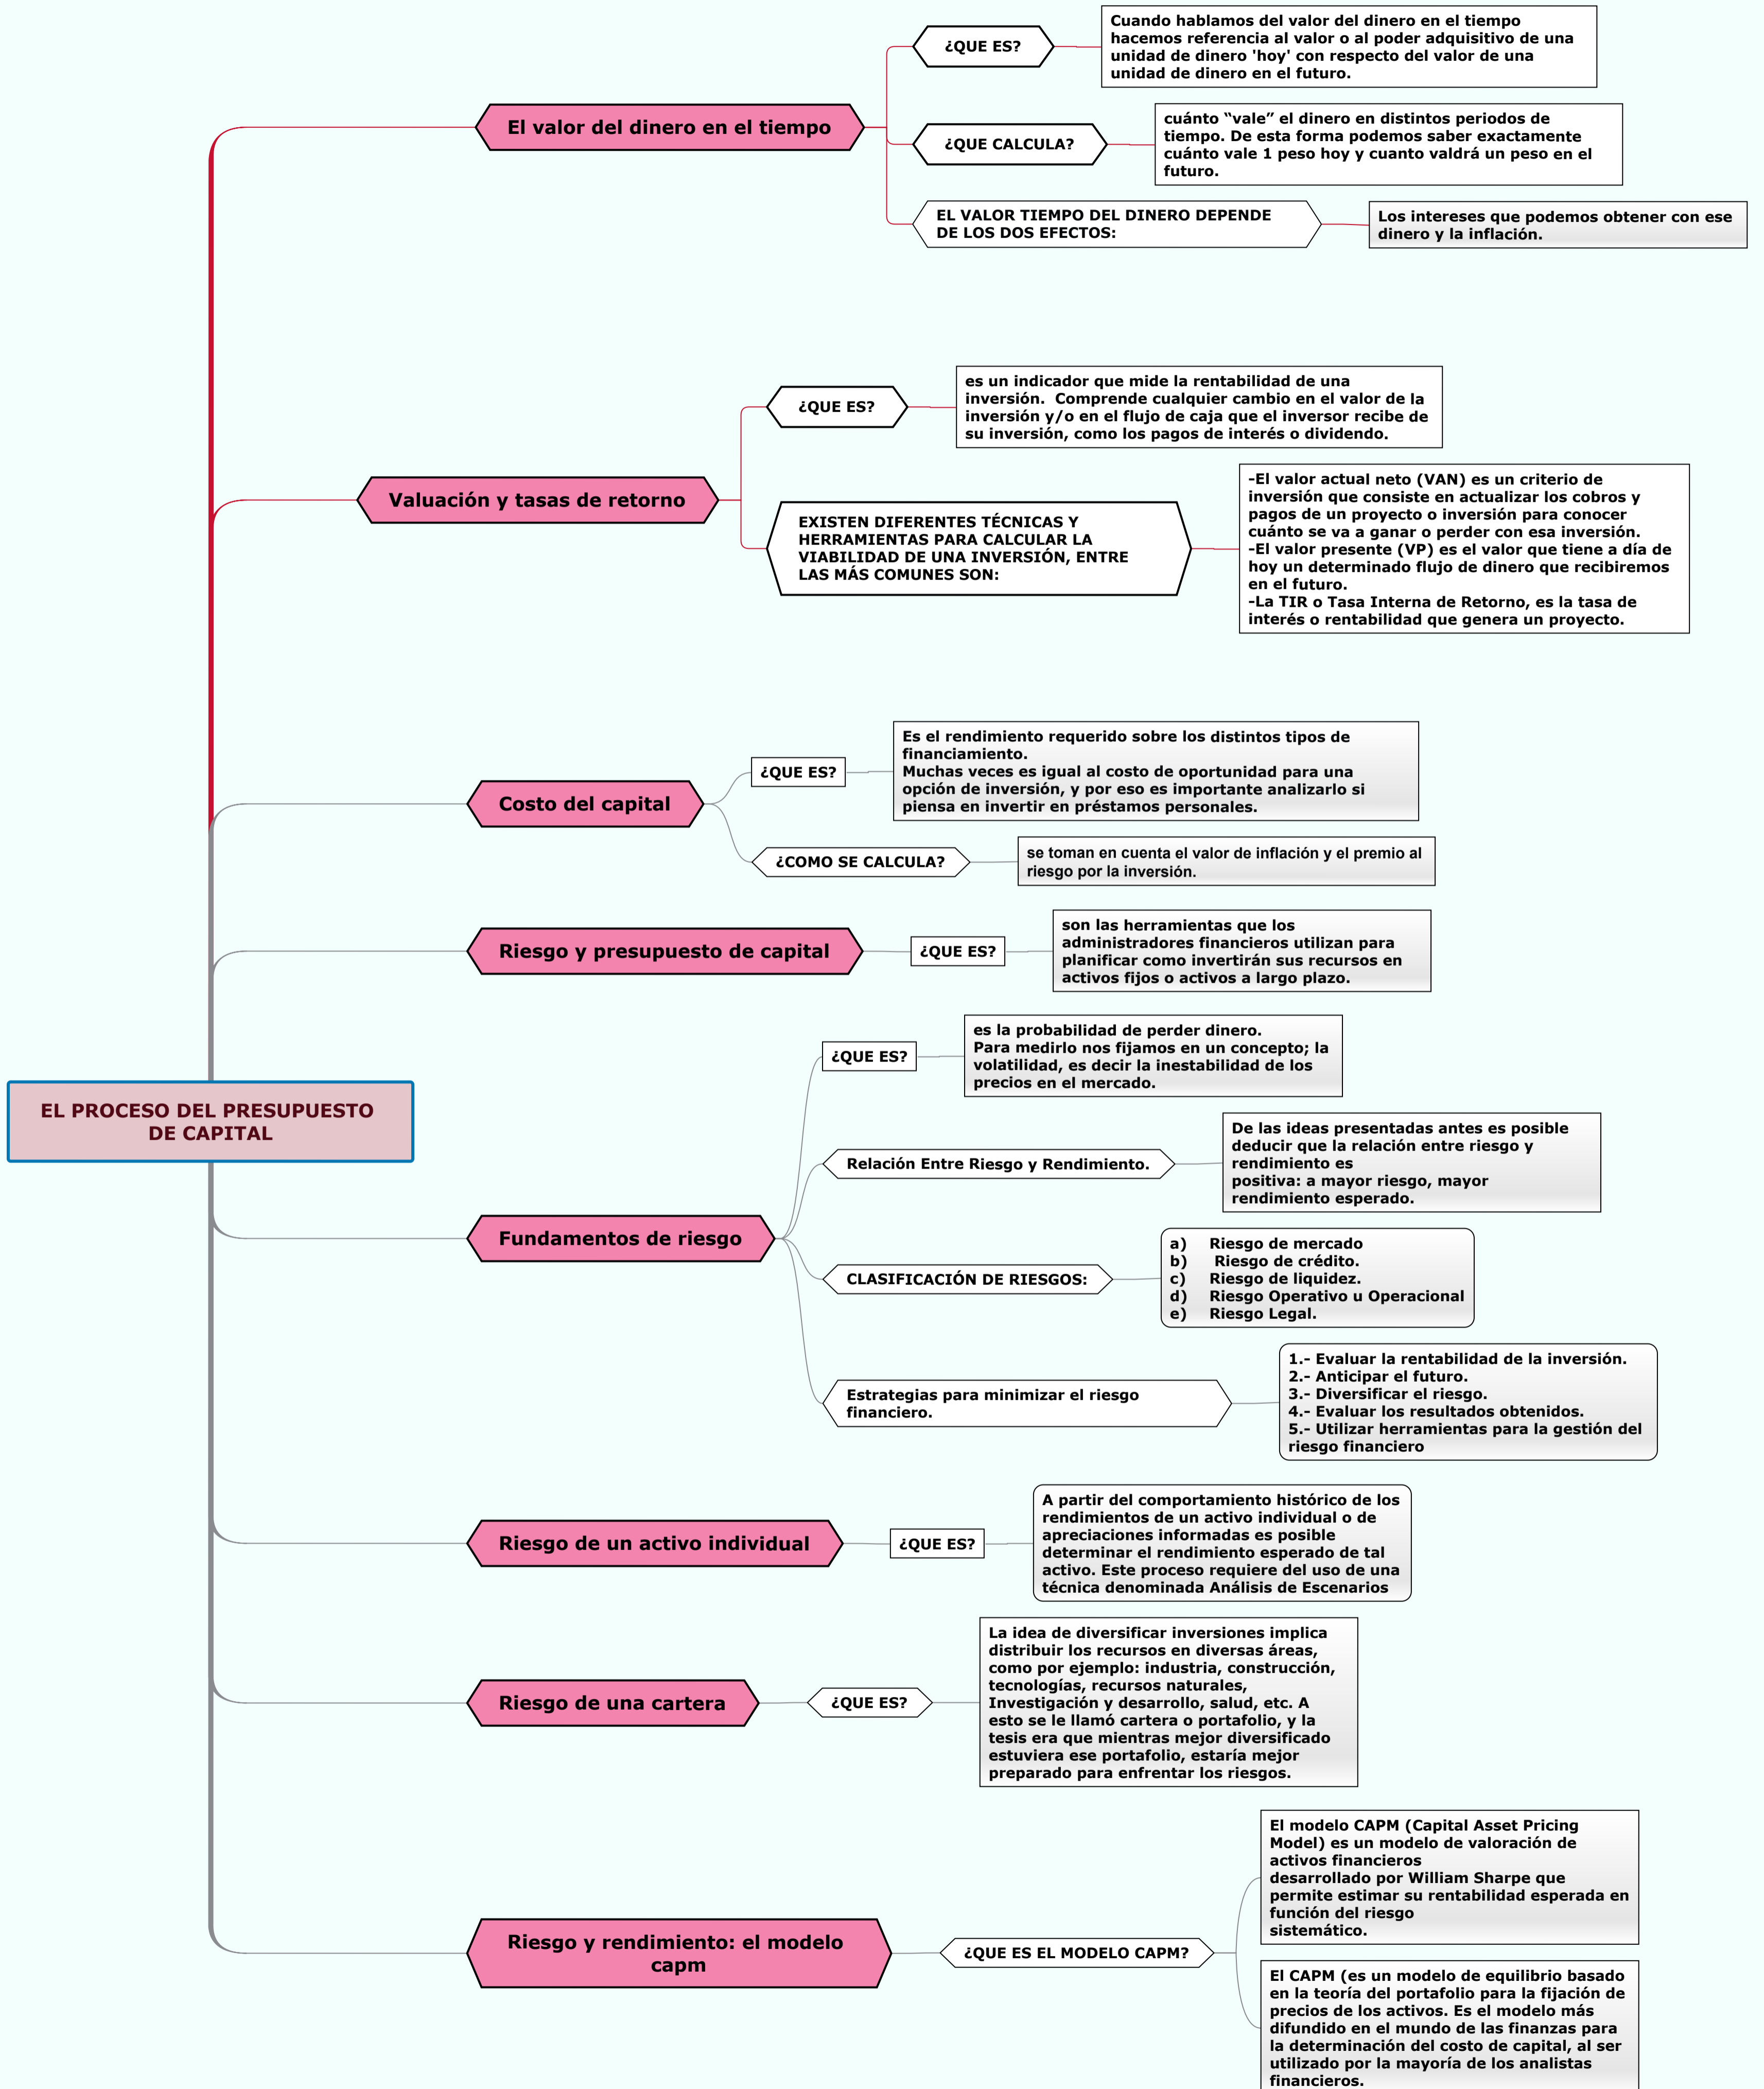 EL PROCESO DEL PRESUPUESTO
DE CAPITAL
El valor del dinero en el tiempo
¿QUE ES?
Cuando hablamos del valor del dinero en el tiempo
hacemos referencia al valor o al poder adquisitivo de una
unidad de dinero 'hoy' con respecto del valor de una
unidad de dinero en el futuro.
¿QUE CALCULA?
cuánto “vale” el dinero en distintos periodos de
tiempo. De esta forma podemos saber exactamente
cuánto vale 1 peso hoy y cuanto valdrá un peso en el
futuro.
EL VALOR TIEMPO DEL DINERO DEPENDE
DE LOS DOS EFECTOS:
Los intereses que podemos obtener con ese
dinero y la inflación.
Valuación y tasas de retorno
¿QUE ES?
es un indicador que mide la rentabilidad de una
inversión.  Comprende cualquier cambio en el valor de la
inversión y/o en el flujo de caja que el inversor recibe de
su inversión, como los pagos de interés o dividendo.
EXISTEN DIFERENTES TÉCNICAS Y
HERRAMIENTAS PARA CALCULAR LA
VIABILIDAD DE UNA INVERSIÓN, ENTRE
LAS MÁS COMUNES SON:
-El valor actual neto (VAN) es un criterio de
inversión que consiste en actualizar los cobros y
pagos de un proyecto o inversión para conocer
cuánto se va a ganar o perder con esa inversión.
-El valor presente (VP) es el valor que tiene a día de
hoy un determinado flujo de dinero que recibiremos
en el futuro.
-La TIR o Tasa Interna de Retorno, es la tasa de
interés o rentabilidad que genera un proyecto.
Costo del capital
¿QUE ES?
Es el rendimiento requerido sobre los distintos tipos de
financiamiento.
Muchas veces es igual al costo de oportunidad para una
opción de inversión, y por eso es importante analizarlo si
piensa en invertir en préstamos personales.
¿COMO SE CALCULA?
se toman en cuenta el valor de inflación y el premio al
riesgo por la inversión.
Riesgo y presupuesto de capital
¿QUE ES?
son las herramientas que los
administradores financieros utilizan para
planificar como invertirán sus recursos en
activos fijos o activos a largo plazo.
Fundamentos de riesgo
¿QUE ES?
es la probabilidad de perder dinero.
Para medirlo nos fijamos en un concepto; la
volatilidad, es decir la inestabilidad de los
precios en el mercado.
Relación Entre Riesgo y Rendimiento.
De las ideas presentadas antes es posible
deducir que la relación entre riesgo y
rendimiento es
positiva: a mayor riesgo, mayor
rendimiento esperado.
CLASIFICACIÓN DE RIESGOS:
a) Riesgo de mercado
b) Riesgo de crédito.
c) Riesgo de liquidez.
d) Riesgo Operativo u Operacional
e) Riesgo Legal.
Estrategias para minimizar el riesgo
financiero.
1.- Evaluar la rentabilidad de la inversión.
2.- Anticipar el futuro.
3.- Diversificar el riesgo.
4.- Evaluar los resultados obtenidos.
5.- Utilizar herramientas para la gestión del
riesgo financiero
Riesgo de un activo individual
¿QUE ES?
A partir del comportamiento histórico de los
rendimientos de un activo individual o de
apreciaciones informadas es posible
determinar el rendimiento esperado de tal
activo. Este proceso requiere del uso de una
técnica denominada Análisis de Escenarios
Riesgo de una cartera
¿QUE ES?
La idea de diversificar inversiones implica
distribuir los recursos en diversas áreas,
como por ejemplo: industria, construcción,
tecnologías, recursos naturales,
Investigación y desarrollo, salud, etc. A
esto se le llamó cartera o portafolio, y la
tesis era que mientras mejor diversificado
estuviera ese portafolio, estaría mejor
preparado para enfrentar los riesgos.
Riesgo y rendimiento: el modelo
capm
¿QUE ES EL MODELO CAPM?
El modelo CAPM (Capital Asset Pricing
Model) es un modelo de valoración de
activos financieros
desarrollado por William Sharpe que
permite estimar su rentabilidad esperada en
función del riesgo
sistemático.
El CAPM (es un modelo de equilibrio basado
en la teoría del portafolio para la fijación de
precios de los activos. Es el modelo más
difundido en el mundo de las finanzas para
la determinación del costo de capital, al ser
utilizado por la mayoría de los analistas
financieros.